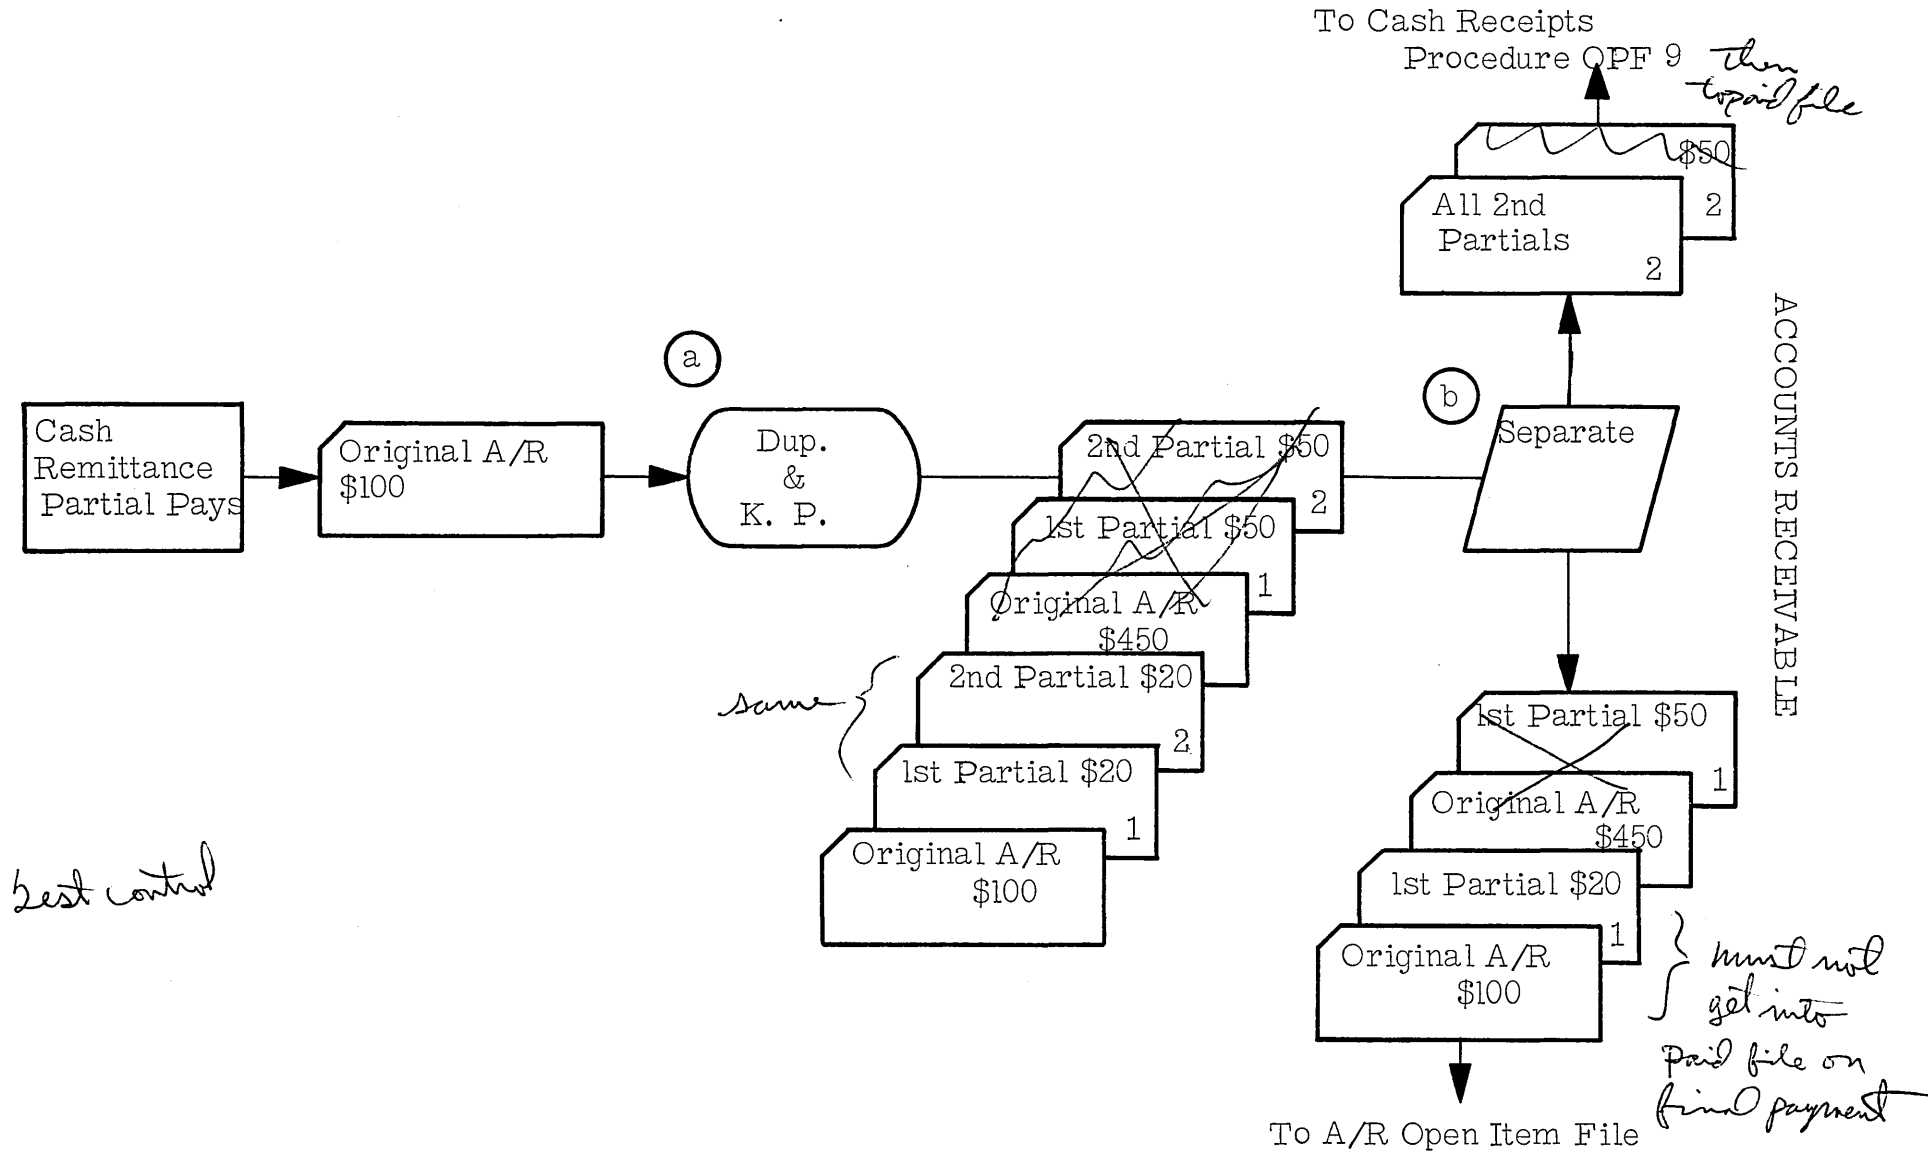 To Cash Receipts
Procedure OPF 9
then
to paid file
$50
2
All 2nd
Partials
2
ACCOUNTS RECEIVABLE
a
b
Cash
Remittance
Partial Pays
Original A/R
$100
Dup.
&
K. P.
2nd Partial $50
2
1st Partial $50
1
Original A/R
$450
2nd Partial $20
2
same
1st Partial $20
1
Original A/R
$100
Separate
1st Partial $50
1
Original A/R
$450
1st Partial $20
1
Original A/R
$100
must not
get into
paid file on
final payment
best control
To A/R Open Item File